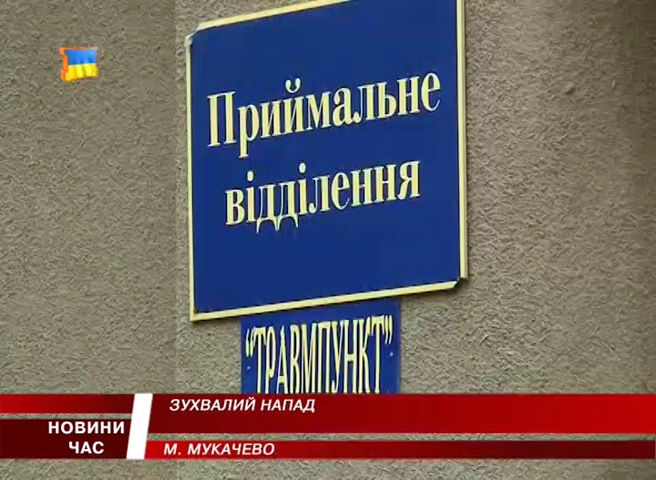 Приймальне
відділення
“ТРАВМПУНКТ”
ЗУХВАЛИЙ НАПАД
НОВИНИ
ЧАС
М. МУКАЧЕВО